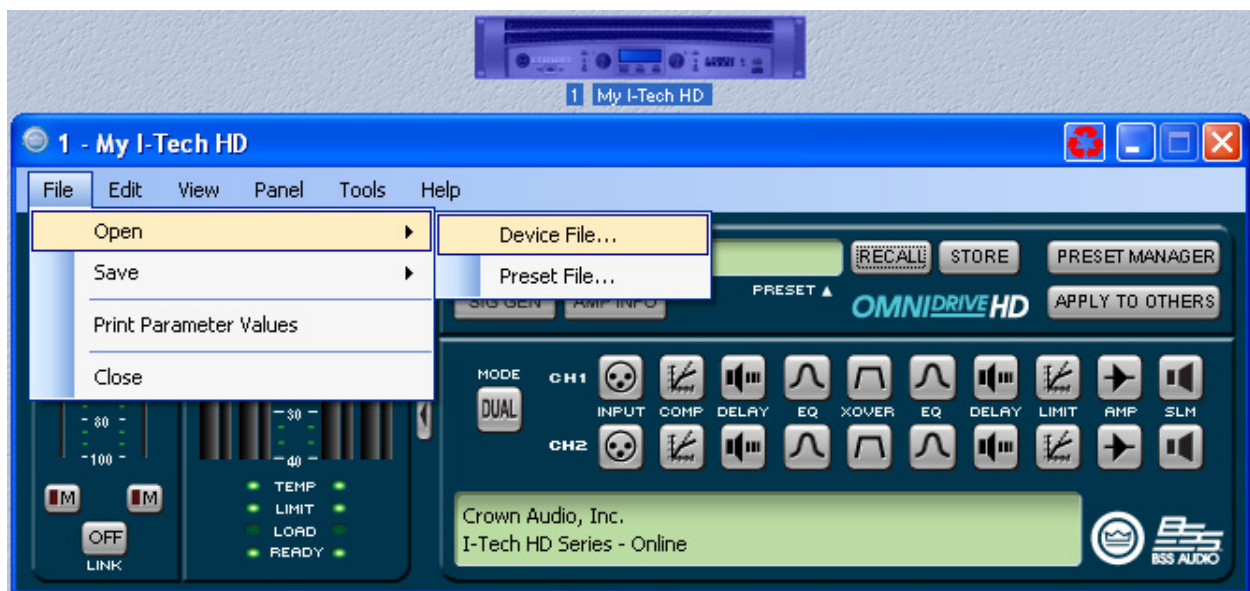 1 My I-Tech HD
1 - My I-Tech HD
File Edit View Panel Tools Help
Open
Save
Print Parameter Values
Close
Device File...
Preset File...
RECALL STORE PRESET MANAGER
SIG GEN AMP INFO PRESET
OMNIDRIVEHD APPLY TO OTHERS
MODE
DUAL
CH1
INPUT COMP DELAY EQ XOVER EQ DELAY LIMIT AMP SLM
CH2
- 80 -
-100 -
-30 -
-40 -
M M
OFF
LINK
TEMP
LIMIT
LOAD
READY
Crown Audio, Inc.
I-Tech HD Series - Online
BSS AUDIO